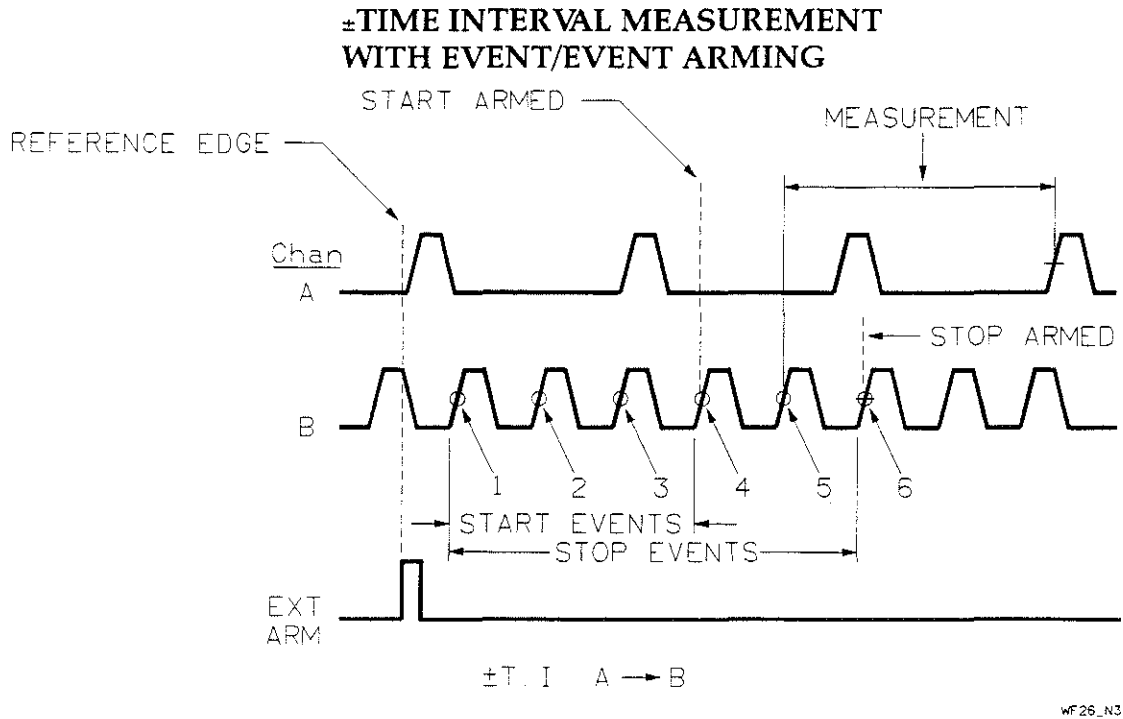 ±TIME INTERVAL MEASUREMENT
WITH EVENT/EVENT ARMING
START ARMED
MEASUREMENT
REFERENCE EDGE
Chan
A
STOP ARMED
B
1 2 3 4 5 6
START EVENTS
STOP EVENTS
EXT
ARM
±T.I A → B
WF26_N3